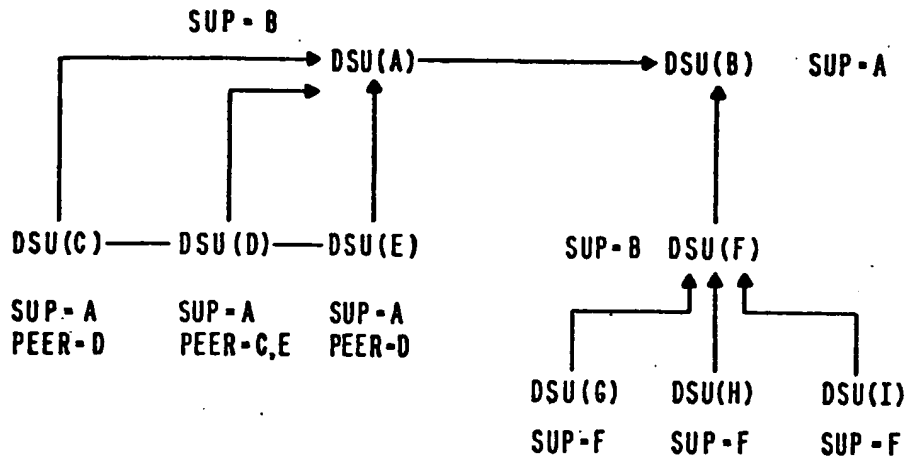 SUP=B
DSU(A) DSU(B) SUP=A
DSU(C) DSU(D) DSU(E) SUP=B DSU(F)
SUP=A SUP=A SUP=A
PEER=D PEER=C,E PEER=D
DSU(G) DSU(H) DSU(I)
SUP=F SUP=F SUP=F